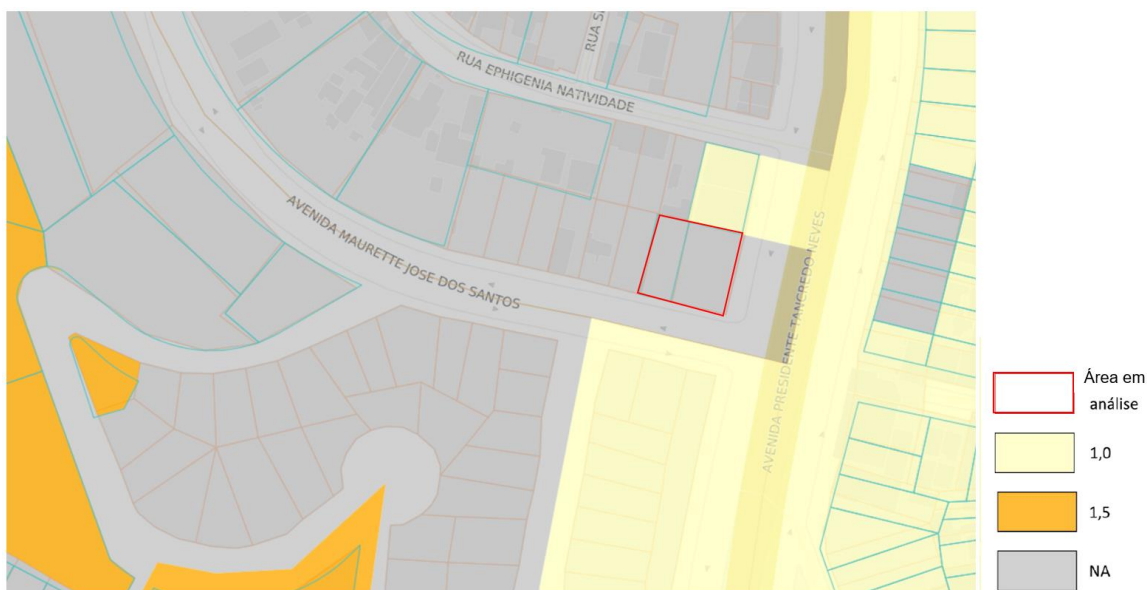 RUA EPHIGENIA NATIVIDADE
AVENIDA MAURETTE JOSE DOS SANTOS
AVENIDA PRESIDENTE TANCREDO NEVES
Área em
análise
1,0
1,5
NA